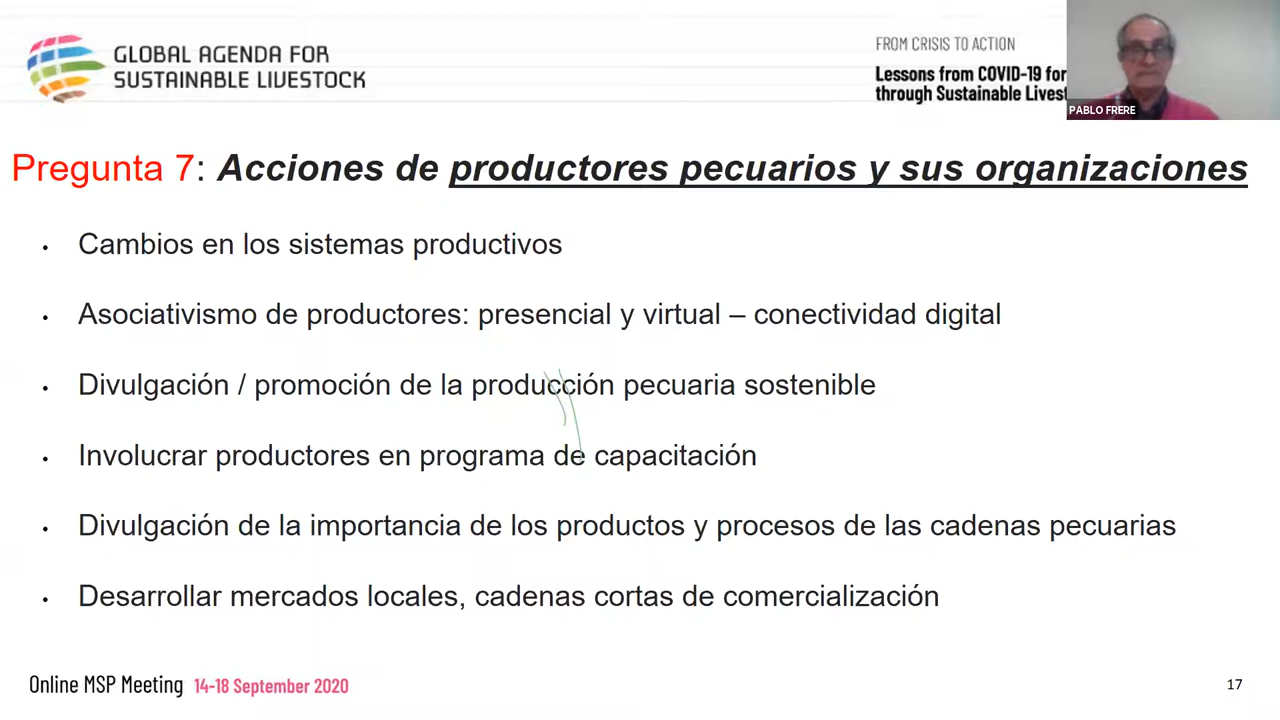 GLOBAL AGENDA FOR
SUSTAINABLE LIVESTOCK
FROM CRISIS TO ACTION
Lessons from COVID-19 for
through Sustainable
PABLO FRERE
Pregunta 7: Acciones de productores pecuarios y sus organizaciones
• Cambios en los sistemas productivos
• Asociativismo de productores: presencial y virtual – conectividad digital
• Divulgación / promoción de la producción pecuaria sostenible
• Involucrar productores en programa de capacitación
• Divulgación de la importancia de los productos y procesos de las cadenas pecuarias
• Desarrollar mercados locales, cadenas cortas de comercialización
Online MSP Meeting 14-18 September 2020
17